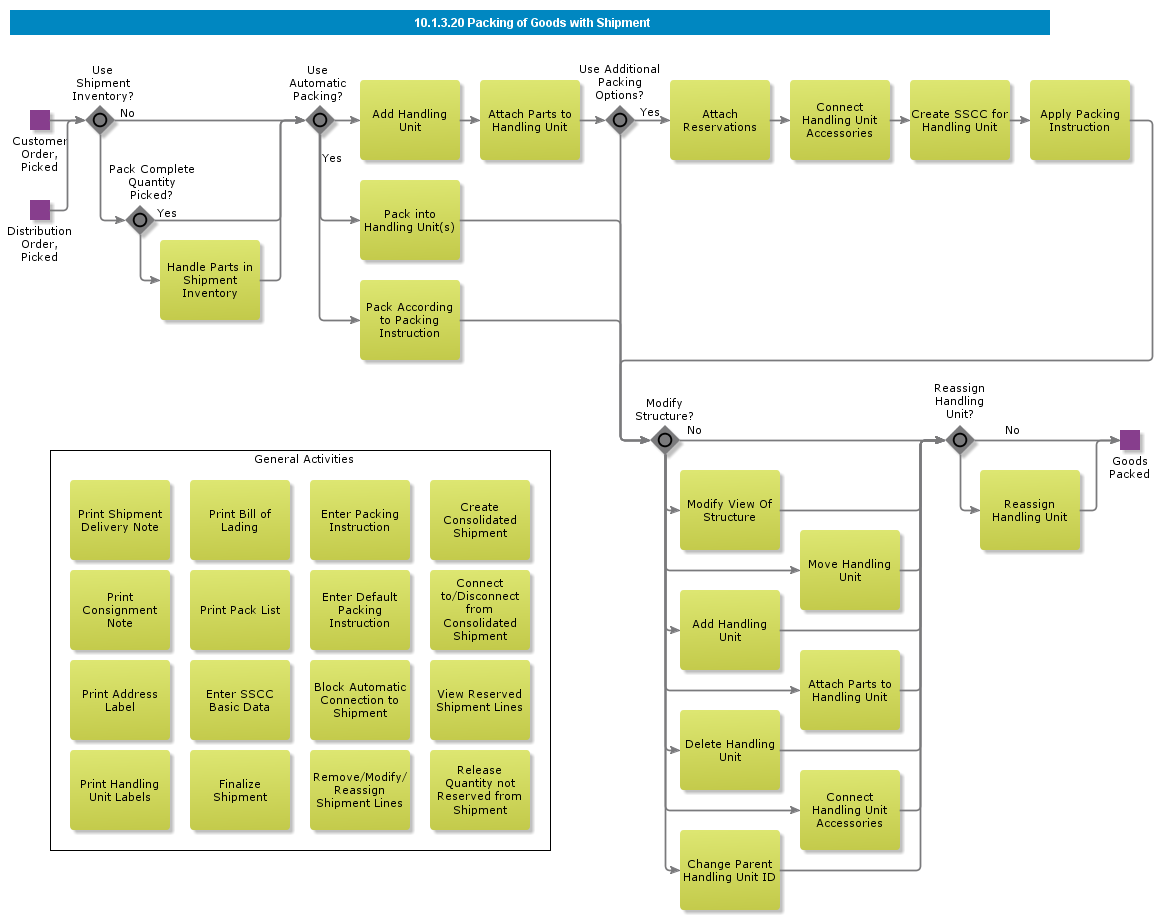 10.1.3.20 Packing of Goods with Shipment
Use
Shipment
Inventory?
No
Customer
Order,
Picked
Distribution
Order,
Picked
Pack Complete
Quantity
Picked?
Yes
Handle Parts in
Shipment
Inventory
Use
Automatic
Packing?
Yes
Add Handling
Unit
Attach Parts to
Handling Unit
Pack into
Handling Unit(s)
Pack According
to Packing
Instruction
Use Additional
Packing
Options?
Yes
Attach
Reservations
Connect
Handling Unit
Accessories
Create SSCC for
Handling Unit
Apply Packing
Instruction
Modify
Structure?
No
Modify View Of
Structure
Move Handling
Unit
Add Handling
Unit
Attach Parts to
Handling Unit
Delete Handling
Unit
Connect
Handling Unit
Accessories
Change Parent
Handling Unit ID
Reassign
Handling
Unit?
No
Reassign
Handling Unit
Goods
Packed
General Activities
Print Shipment
Delivery Note
Print Bill of
Lading
Enter Packing
Instruction
Create
Consolidated
Shipment
Print
Consignment
Note
Print Pack List
Enter Default
Packing
Instruction
Connect
to/Disconnect
from
Consolidated
Shipment
Print Address
Label
Enter SSCC
Basic Data
Block Automatic
Connection to
Shipment
View Reserved
Shipment Lines
Print Handling
Unit Labels
Finalize
Shipment
Remove/Modify/
Reassign
Shipment Lines
Release
Quantity not
Reserved from
Shipment